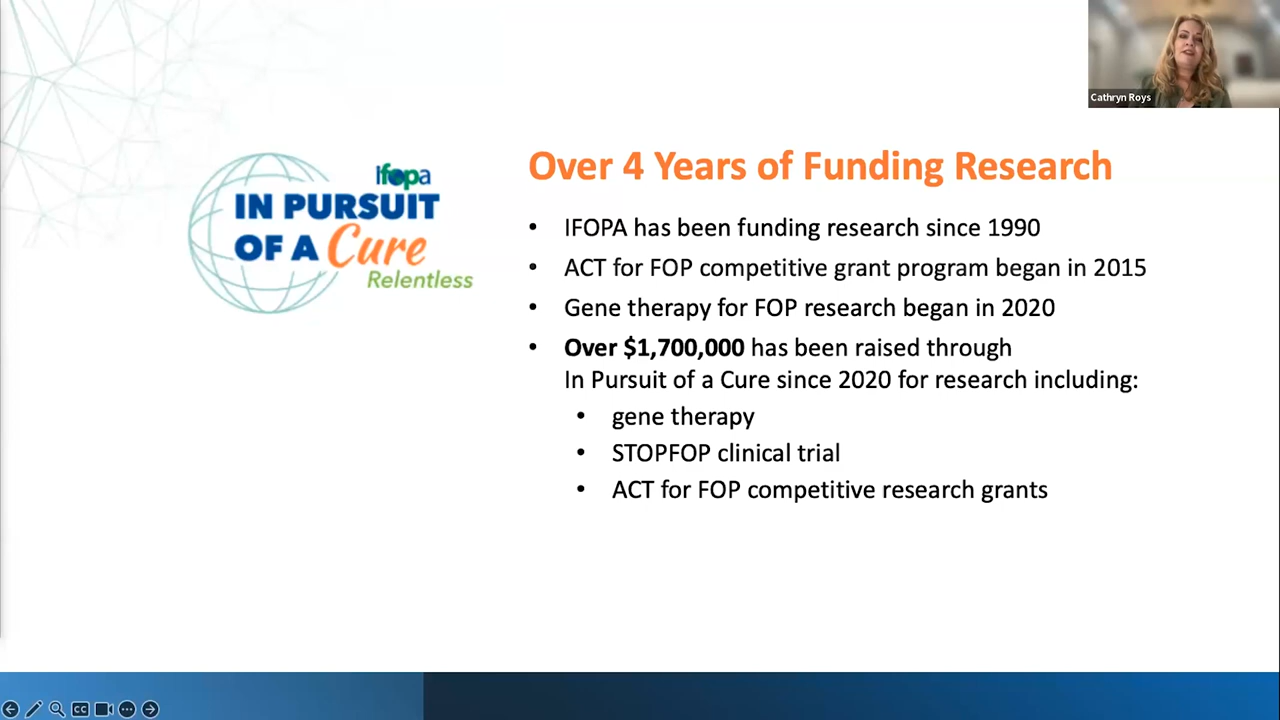 Cathryn Roys
ifopa
IN PURSUIT
OF A Cure
Relentless
Over 4 Years of Funding Research
• IFOPA has been funding research since 1990
• ACT for FOP competitive grant program began in 2015
• Gene therapy for FOP research began in 2020
• Over $1,700,000 has been raised through
In Pursuit of a Cure since 2020 for research including:
• gene therapy
• STOPFOP clinical trial
• ACT for FOP competitive research grants
CC